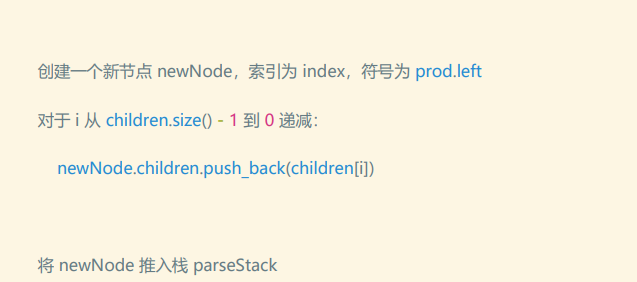 创建一个新节点 newNode，索引为 index，符号为 prod.left
对于 i 从 children.size() - 1 到 0 递减：
newNode.children.push_back(children[i])
将 newNode 推入栈 parseStack